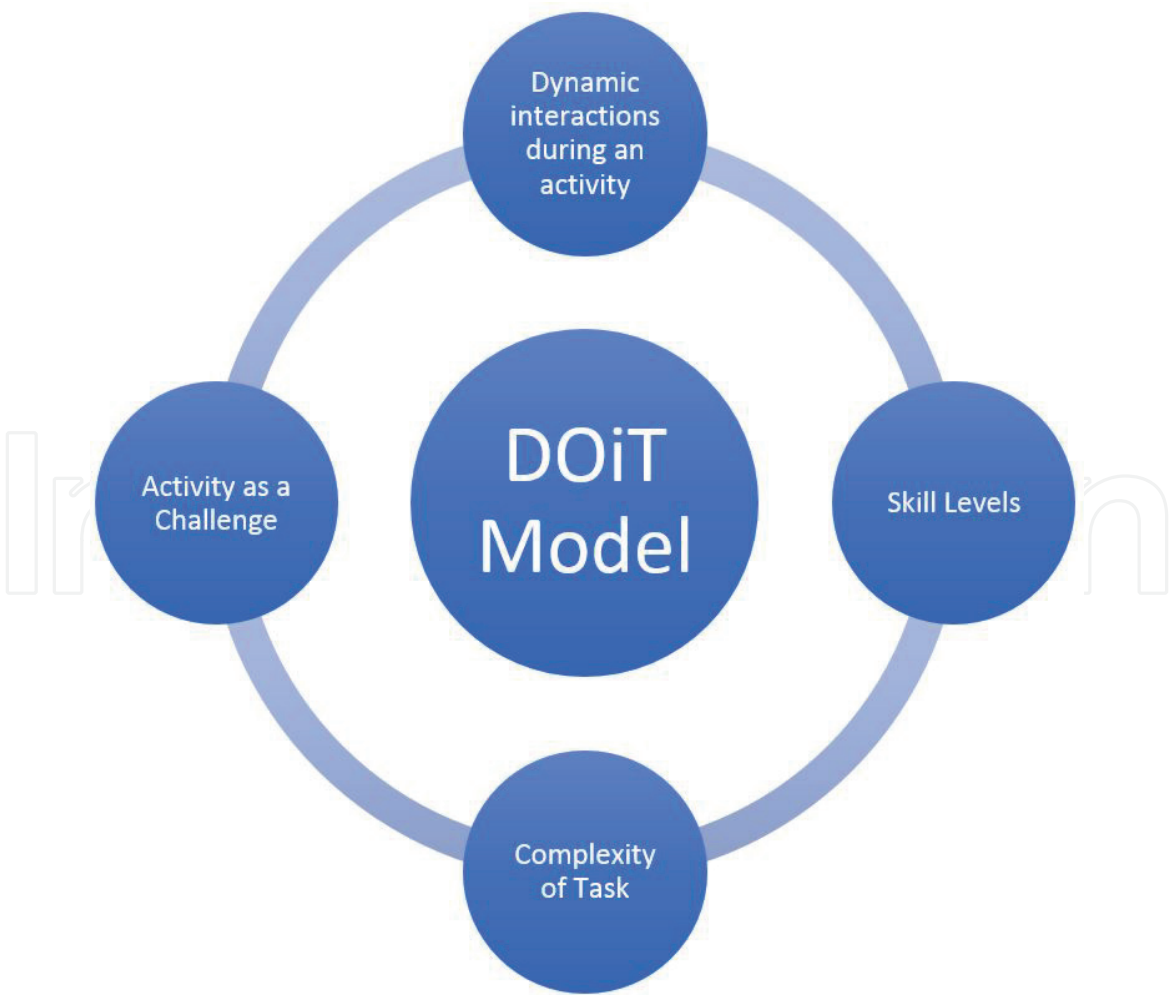 Dynamic
interactions
during an
activity
Activity as a
Challenge
DOiT
Model
Skill Levels
Complexity
of Task